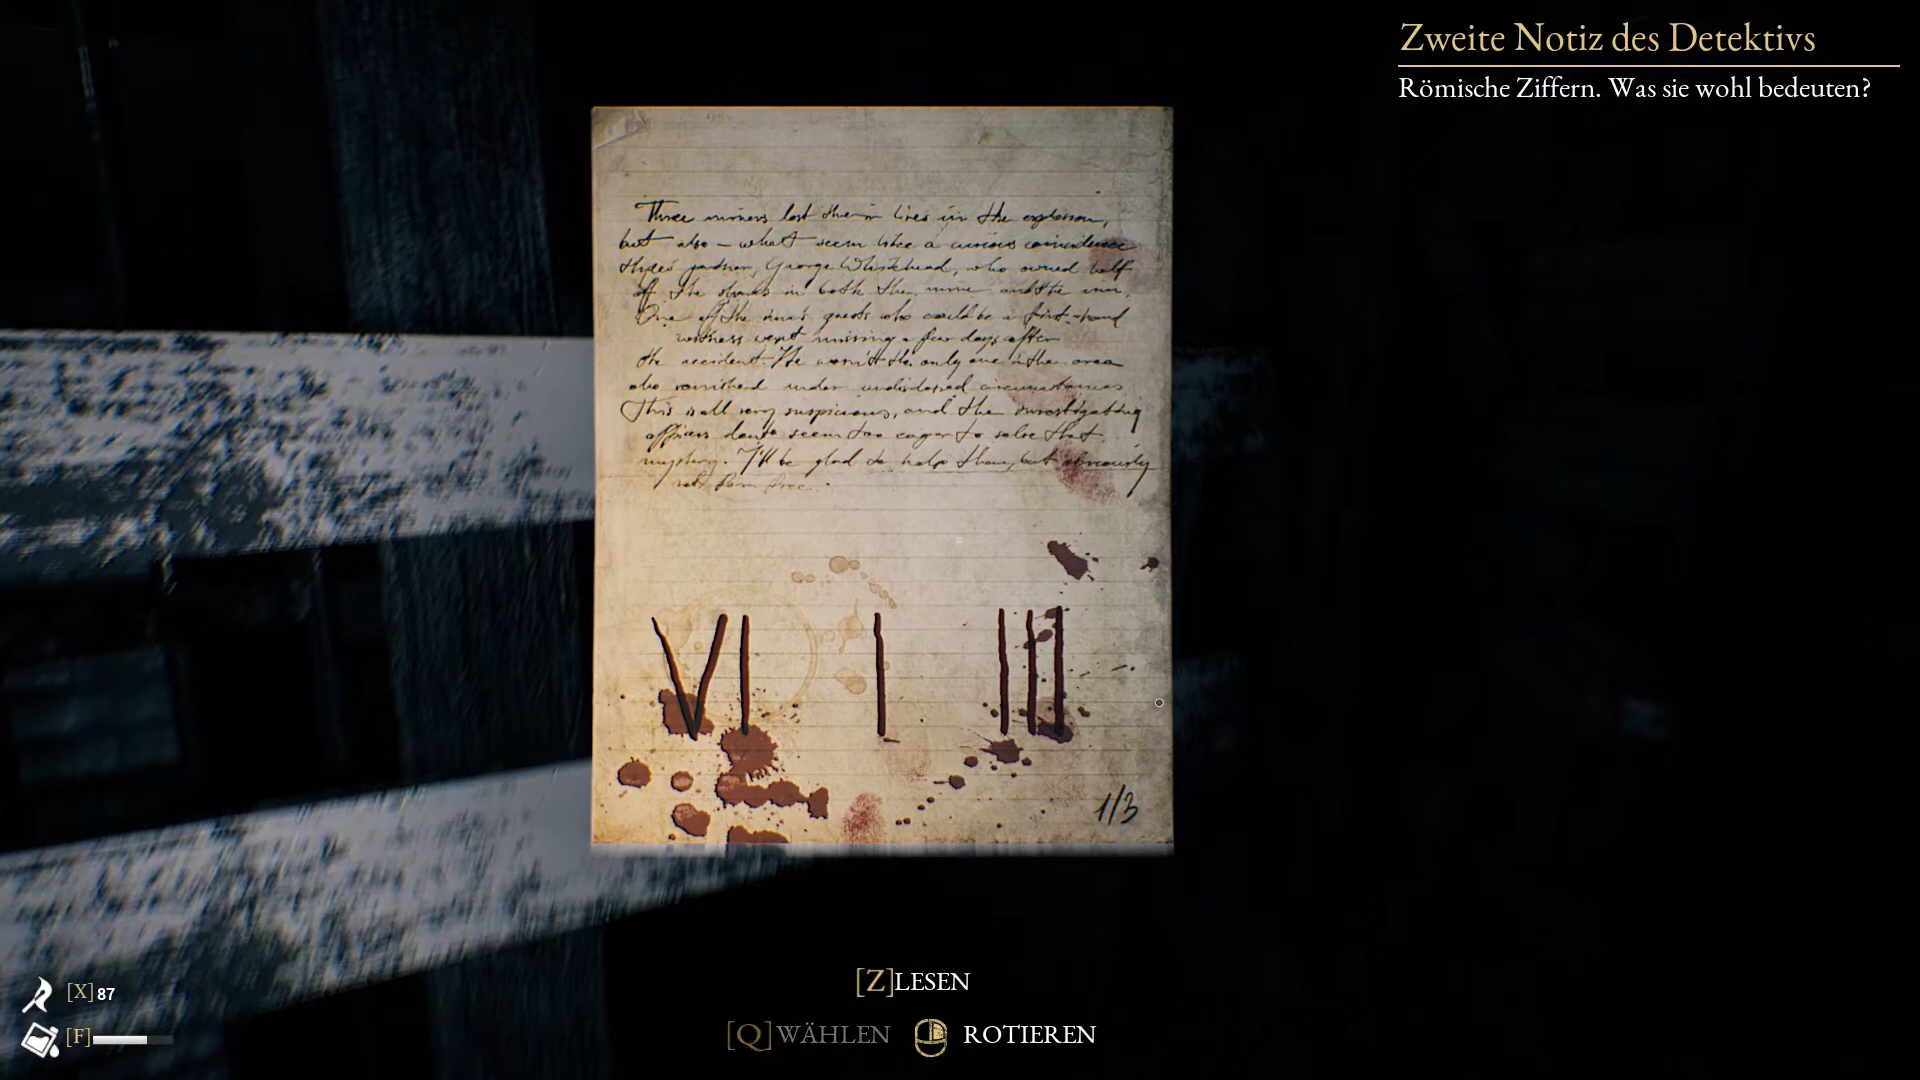 Zweite Notiz des Detektivs
Römische Ziffern. Was sie wohl bedeuten?
Three miners lost their lives in the explosion,
but also – what seem like a curious coincidence
Hyde's partner, George Whitehead, who owned half
of the shares in both the mine and the inn.
One of the inn's guests who could be a first-hand
witness went missing a few days after
the accident. He wasn't the only one in the area
who vanished under undisclosed circumstances
This is all very suspicious, and the investigating
officers don't seem too eager to solve that
mystery. I'll be glad to help them, but obviously
not for free.
VI I III
1/3
[Z]LESEN
[X] 87
[F]
[Q]WÄHLEN ROTIEREN